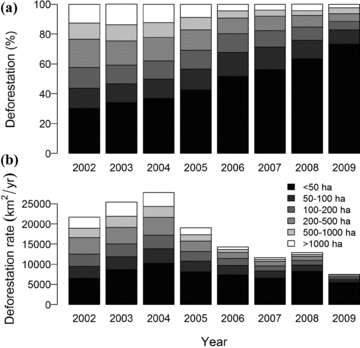 (a)
Deforestation (%)
100
80
60
40
20
0
2002 2003 2004 2005 2006 2007 2008 2009
(b)
Deforestation rate (km²/yr)
25000
20000
15000
10000
5000
0
<50 ha
50-100 ha
100-200 ha
200-500 ha
500-1000 ha
>1000 ha
2002 2003 2004 2005 2006 2007 2008 2009
Year